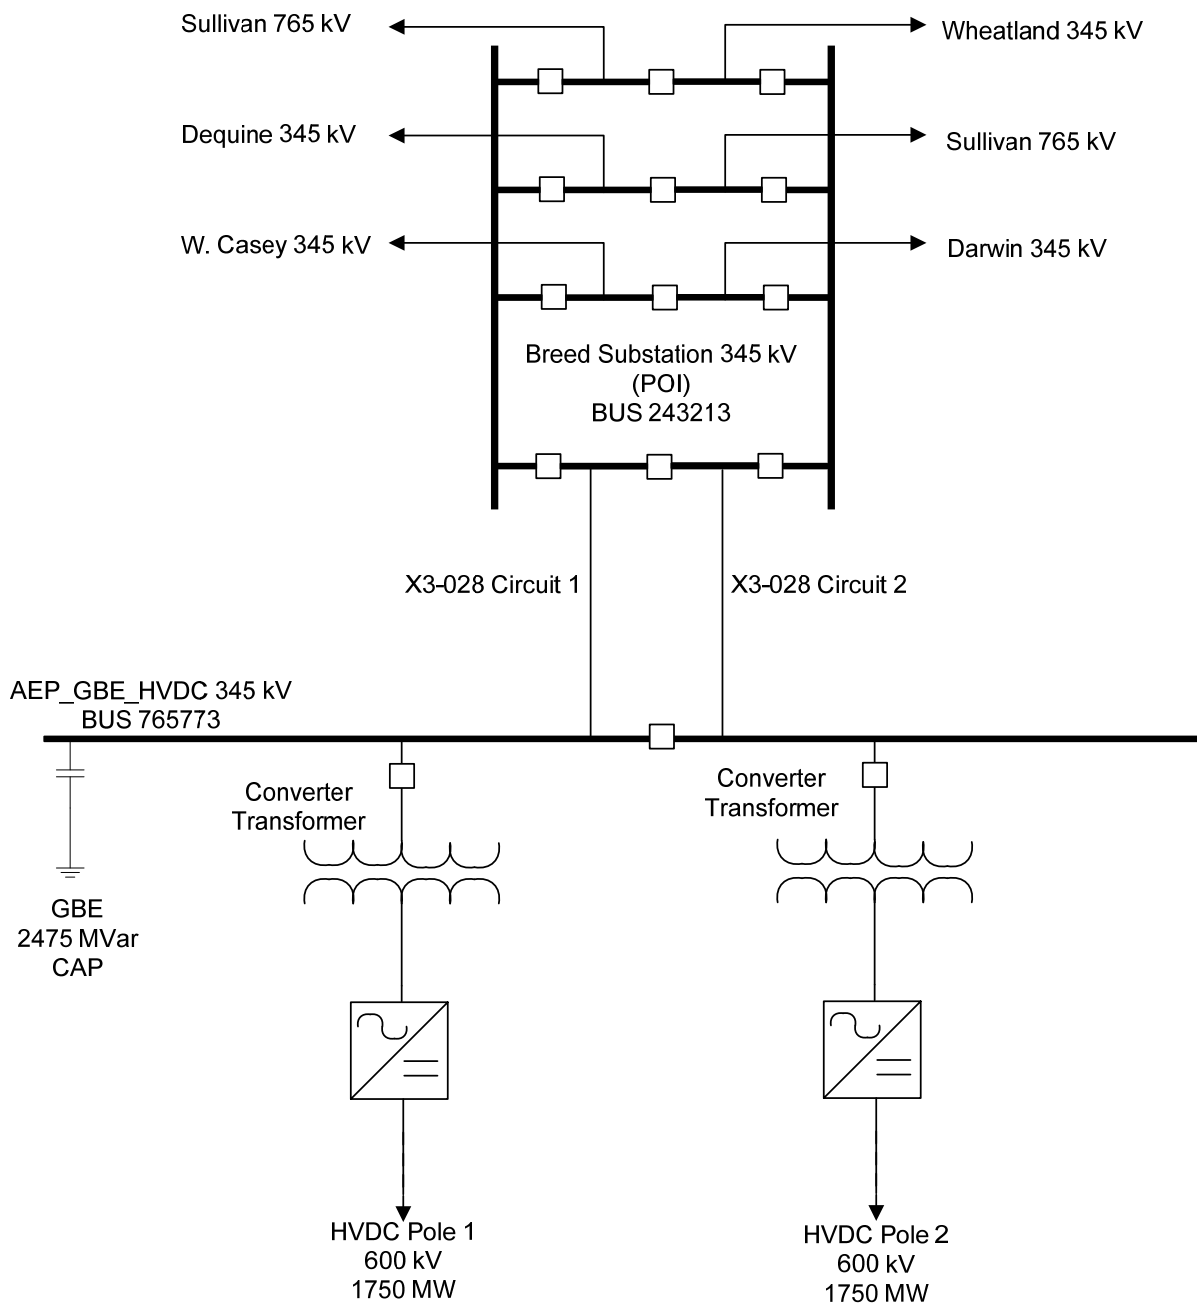 Sullivan 765 kV
Wheatland 345 kV
Dequine 345 kV
Sullivan 765 kV
W. Casey 345 kV
Darwin 345 kV
Breed Substation 345 kV
(POI)
BUS 243213
X3-028 Circuit 1
X3-028 Circuit 2
AEP_GBE_HVDC 345 kV
BUS 765773
Converter
Transformer
Converter
Transformer
GBE
2475 MVar
CAP
HVDC Pole 1
600 kV
1750 MW
HVDC Pole 2
600 kV
1750 MW